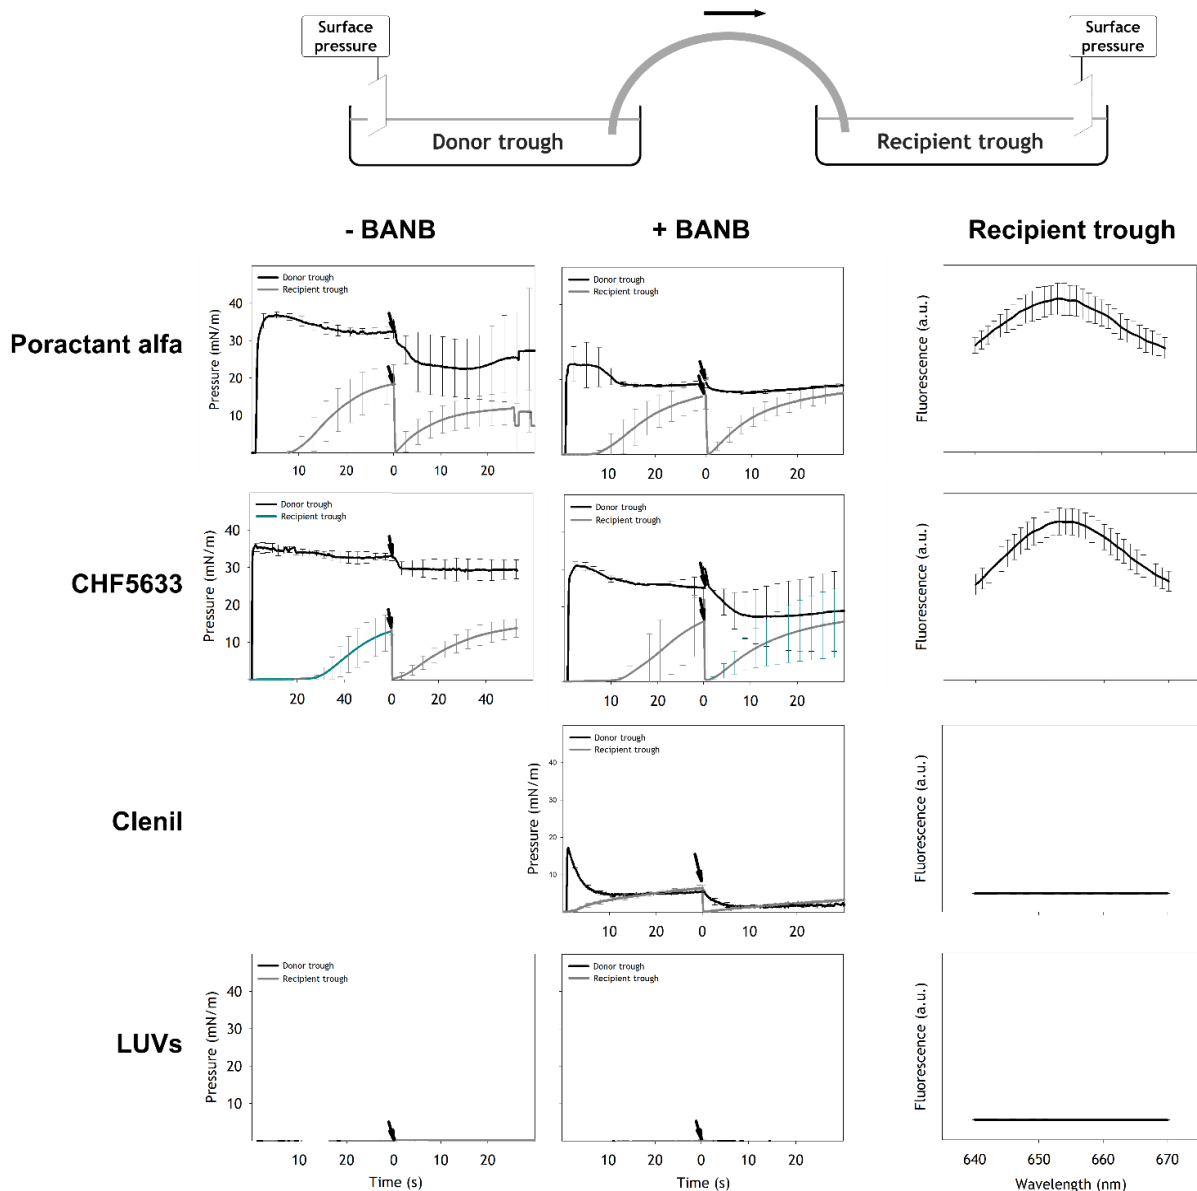 Surface
pressure
Surface
pressure
Donor trough
Recipient trough
- BANB
+ BANB
Recipient trough
Poractant alfa
Pressure (mN/m)
40
30
20
10
Donor trough
Recipient trough
10
20
0
10
20
Donor trough
Recipient trough
20
0
10
20
Fluorescence (a.u.)
CHF5633
Pressure (mN/m)
40
30
20
10
Donor trough
Recipient trough
20
40
0
20
40
Donor trough
Recipient trough
10
20
0
10
20
Fluorescence (a.u.)
Clenil
Pressure (mN/m)
40
30
20
10
Donor trough
Recipient trough
10
20
0
20
Fluorescence (a.u.)
650
660
LUVs
Pressure (mN/m)
40
30
20
10
Donor trough
Recipient trough
10
20
0
10
20
Time (s)
Donor trough
Recipient trough
10
20
0
10
20
Time (s)
Fluorescence (a.u.)
640
650
660
670
Wavelength (nm)